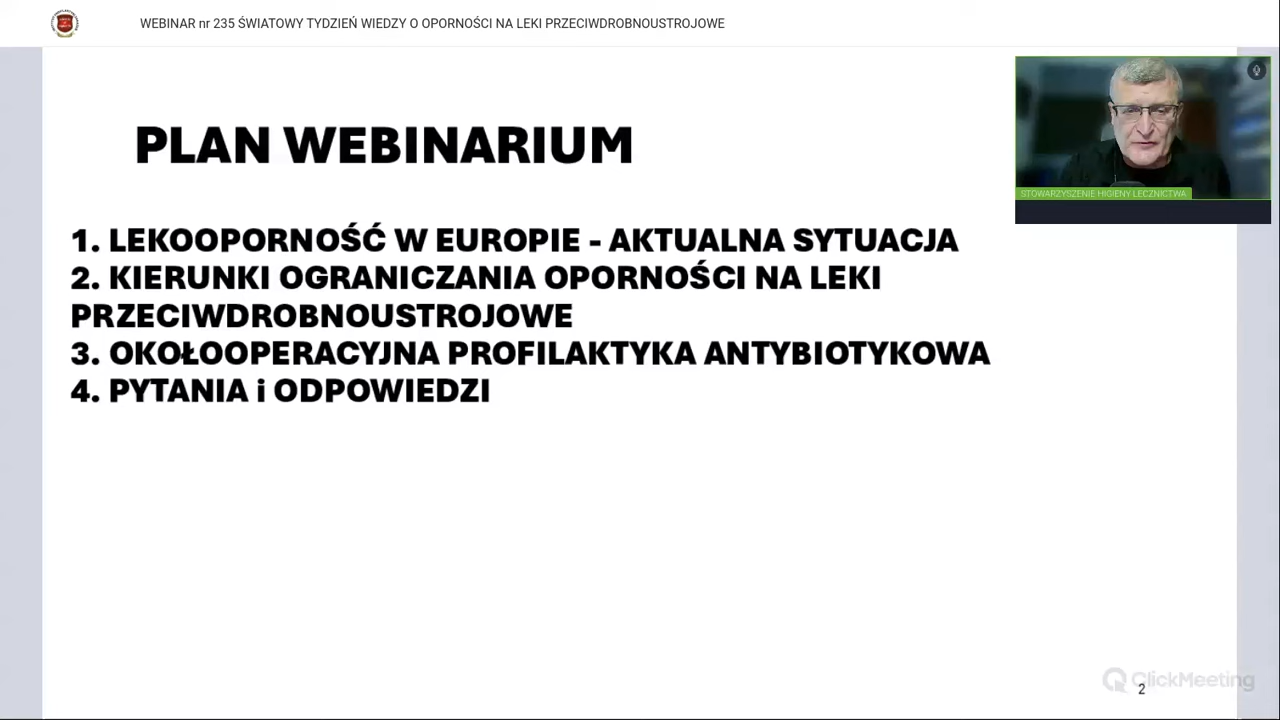 WEBINAR nr 235 ŚWIATOWY TYDZIEŃ WIEDZY O OPORNOŚCI NA LEKI PRZECIWDROBNOUSTROJOWE
PLAN WEBINARIUM
STOWARZYSZENIE HIGIENY LECZNICTWA
1. LEKOOPORNOŚĆ W EUROPIE - AKTUALNA SYTUACJA
2. KIERUNKI OGRANICZANIA OPORNOŚCI NA LEKI
PRZECIWDROBNOUSTROJOWE
3. OKOŁOOPERACYJNA PROFILAKTYKA ANTYBIOTYKOWA
4. PYTANIA i ODPOWIEDZI
ClickMeeting
2